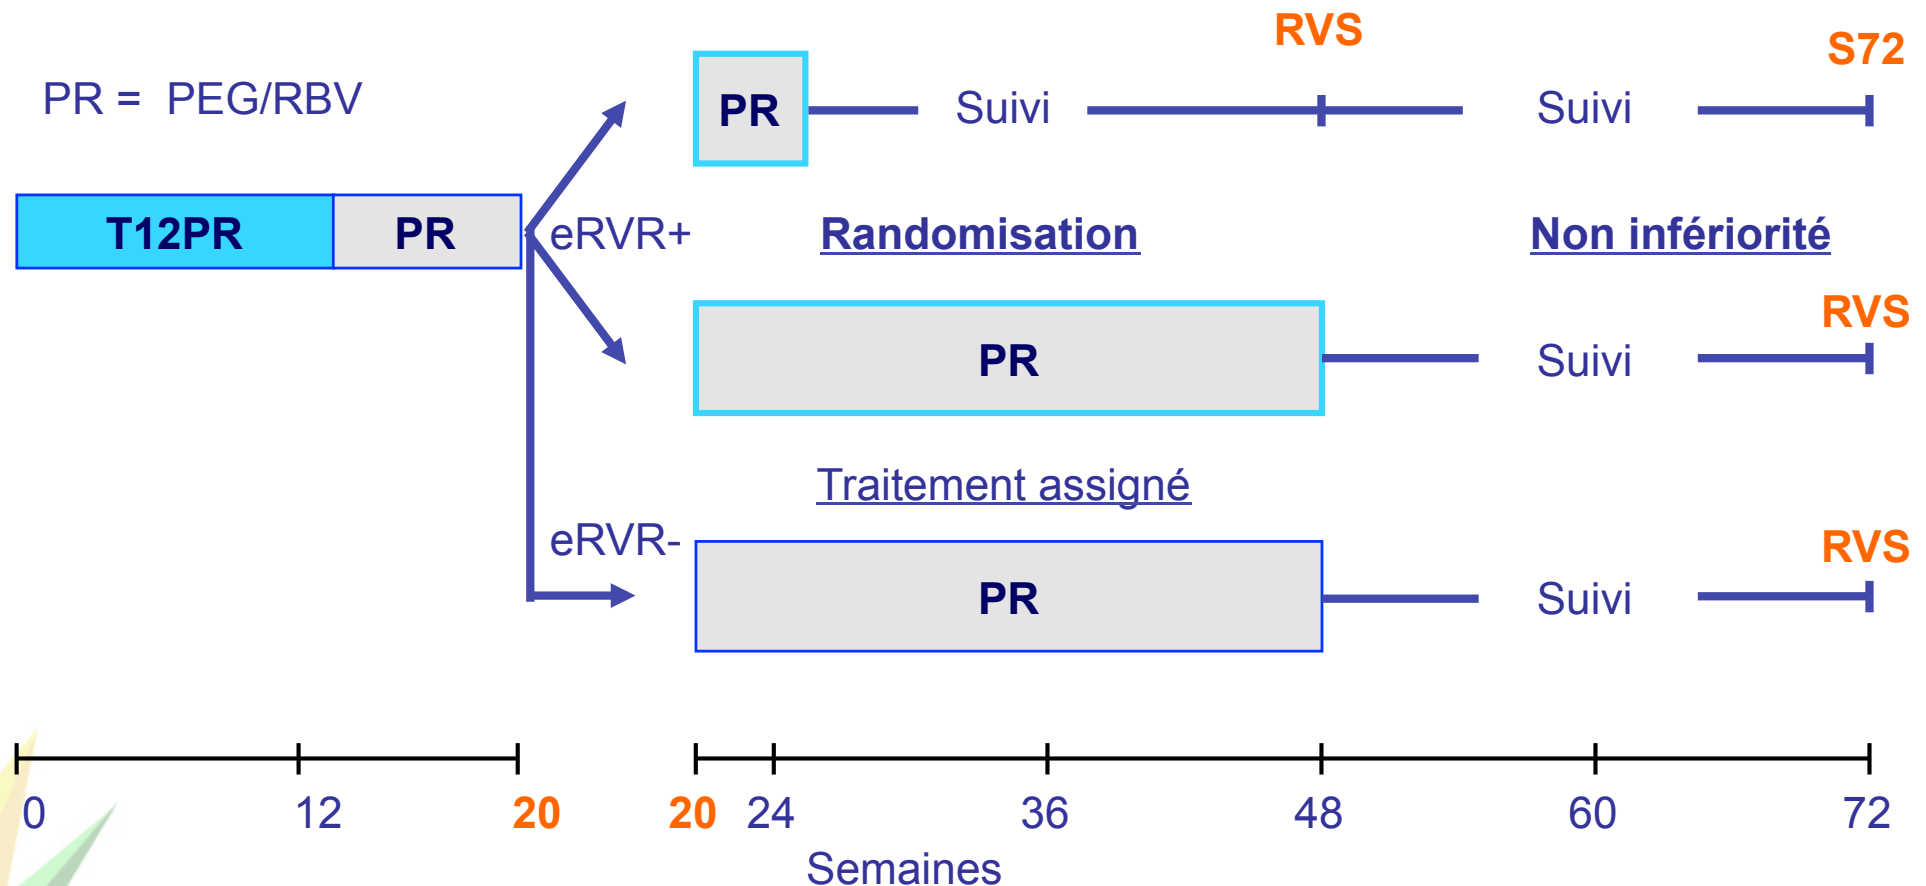 RVS
S72
PR = PEG/RBV
PR
Suivi
Suivi
T12PR
PR
eRVR+
Randomisation
Non infériorité
RVS
PR
Suivi
Traitement assigné
eRVR-
RVS
PR
Suivi
0
12
20
20
24
36
48
60
72
Semaines